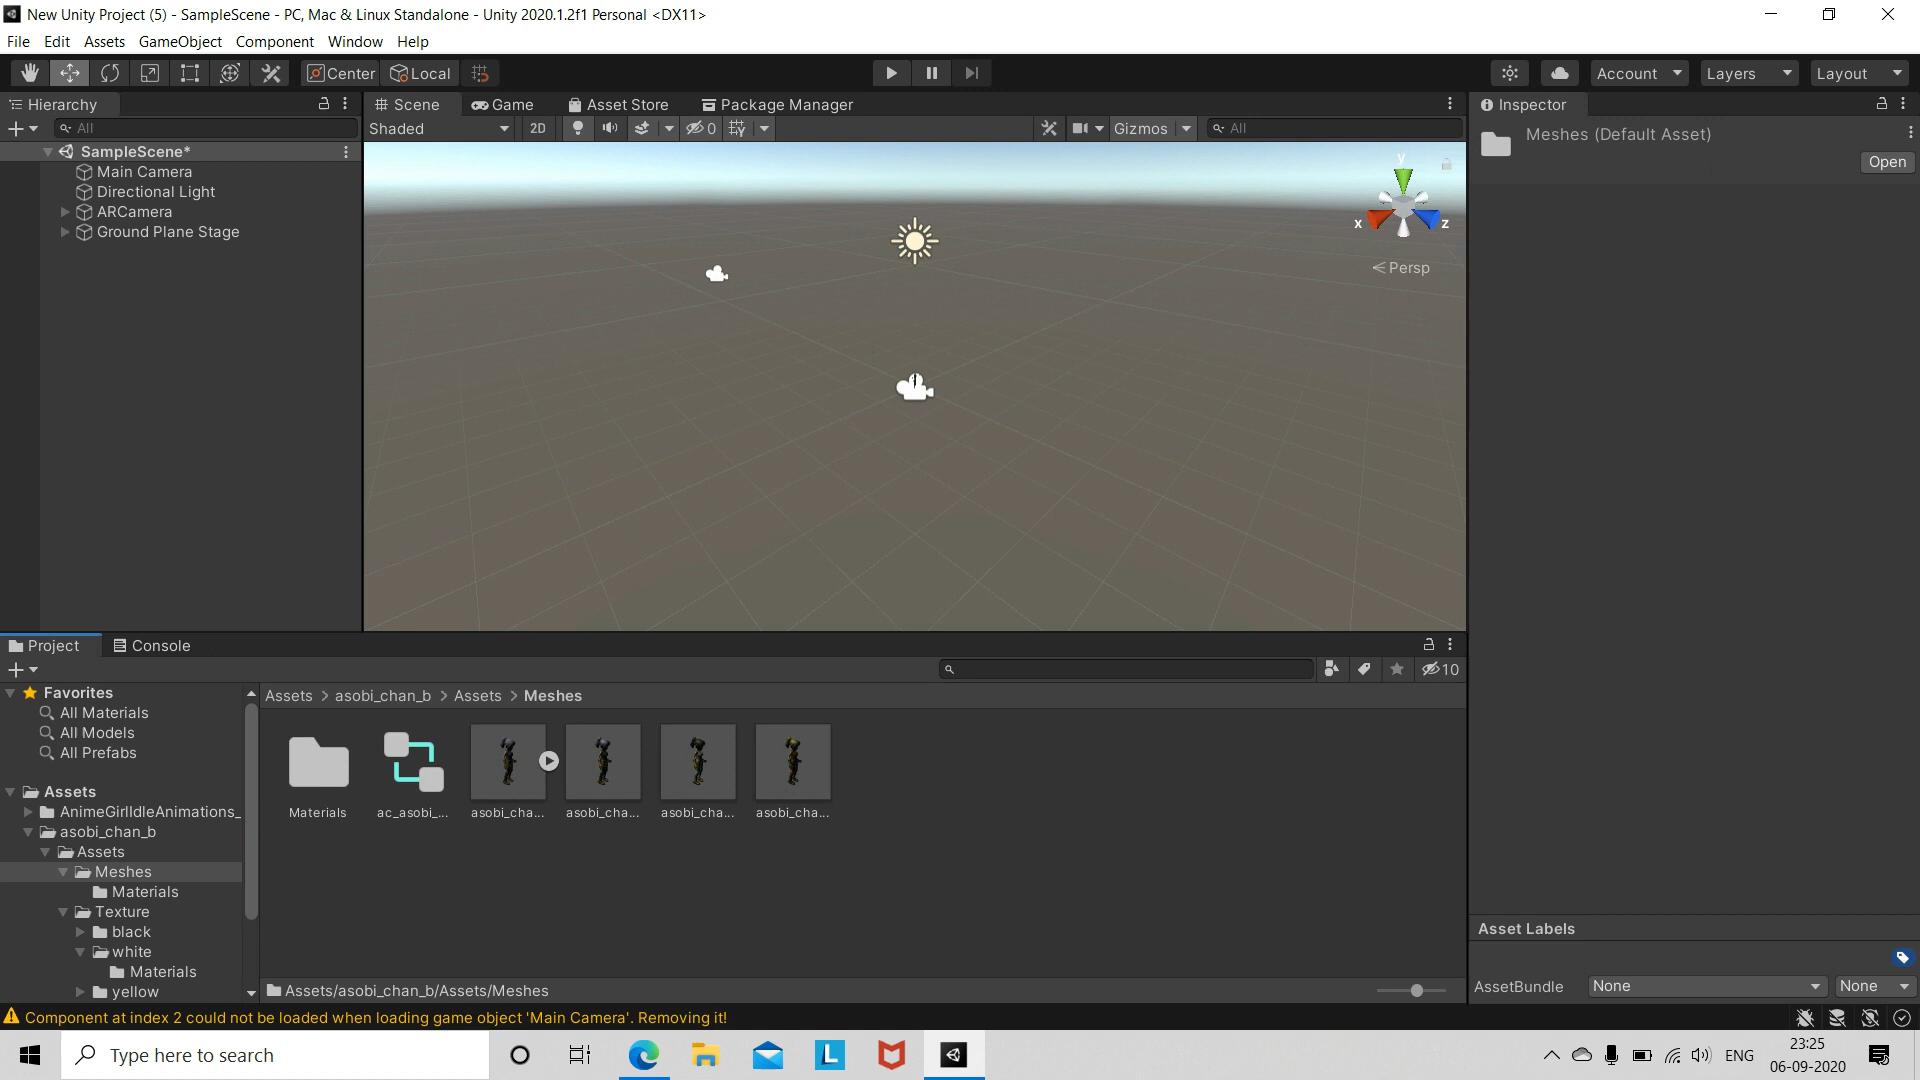 New Unity Project (5) - SampleScene - PC, Mac & Linux Standalone - Unity 2020.1.2f1 Personal <DX11>
File Edit Assets GameObject Component Window Help
Center Local Account Layers Layout
Hierarchy
All
SampleScene*
Main Camera
Directional Light
ARCamera
Ground Plane Stage
Scene Game Asset Store Package Manager
Shaded 2D 0 Gizmos All
y
x z
Persp
Inspector
Meshes (Default Asset)
Open
Project Console
10
Favorites
All Materials
All Models
All Prefabs
Assets
AnimeGirlIdleAnimations_
asobi_chan_b
Assets
Meshes
Materials
Texture
black
white
Materials
yellow
Assets > asobi_chan_b > Assets > Meshes
Materials ac_asobi_... asobi_cha... asobi_cha... asobi_cha... asobi_cha...
Assets/asobi_chan_b/Assets/Meshes
Asset Labels
AssetBundle None None
Component at index 2 could not be loaded when loading game object 'Main Camera'. Removing it!
Type here to search
L
ENG
23:25
06-09-2020